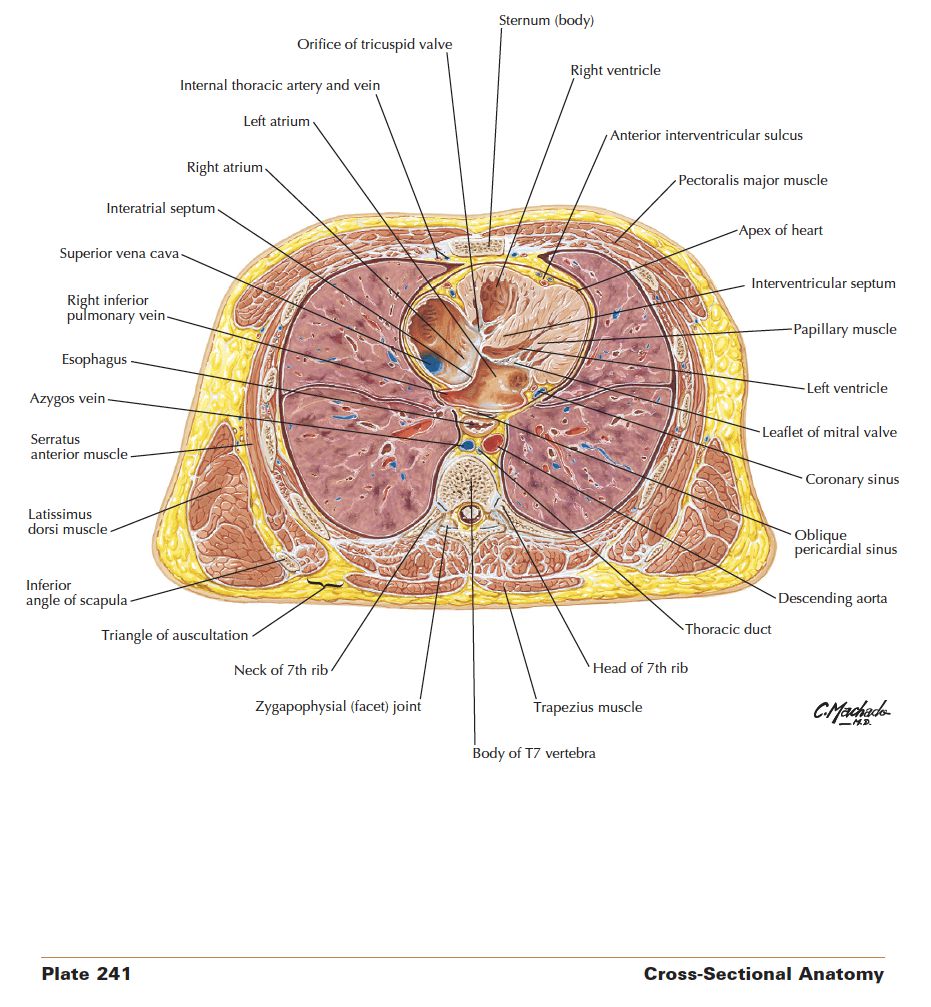 Sternum (body)
Orifice of tricuspid valve
Right ventricle
Internal thoracic artery and vein
Left atrium
Anterior interventricular sulcus
Right atrium
Pectoralis major muscle
Interatrial septum
Apex of heart
Superior vena cava
Interventricular septum
Right inferior
pulmonary vein
Papillary muscle
Esophagus
Left ventricle
Azygos vein
Leaflet of mitral valve
Serratus
anterior muscle
Coronary sinus
Latissimus
dorsi muscle
Oblique
pericardial sinus
Inferior
angle of scapula
Descending aorta
Triangle of auscultation
Thoracic duct
Neck of 7th rib
Head of 7th rib
Zygapophysial (facet) joint
Trapezius muscle
C.Machado
M.D.
Body of T7 vertebra
Plate 241
Cross-Sectional Anatomy